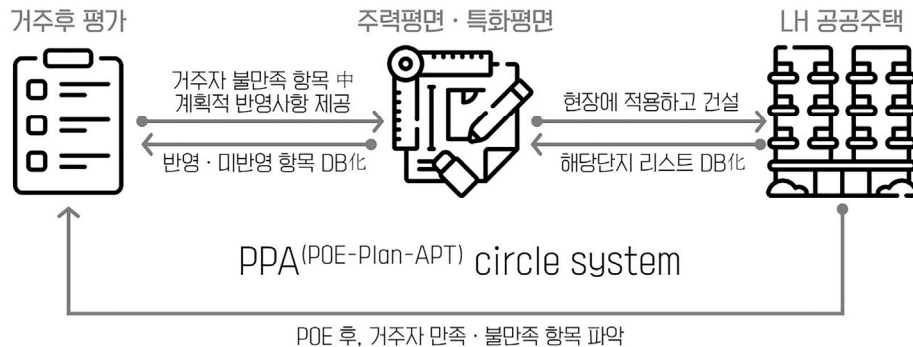 거주후 평가
주력평면 · 특화평면
LH 공공주택
거주자 불만족 항목 中
계획적 반영사항 제공
반영 · 미반영 항목 DB化
현장에 적용하고 건설
해당단지 리스트 DB化
PPA(POE-Plan-APT) circle system
POE 후, 거주자 만족 · 불만족 항목 파악